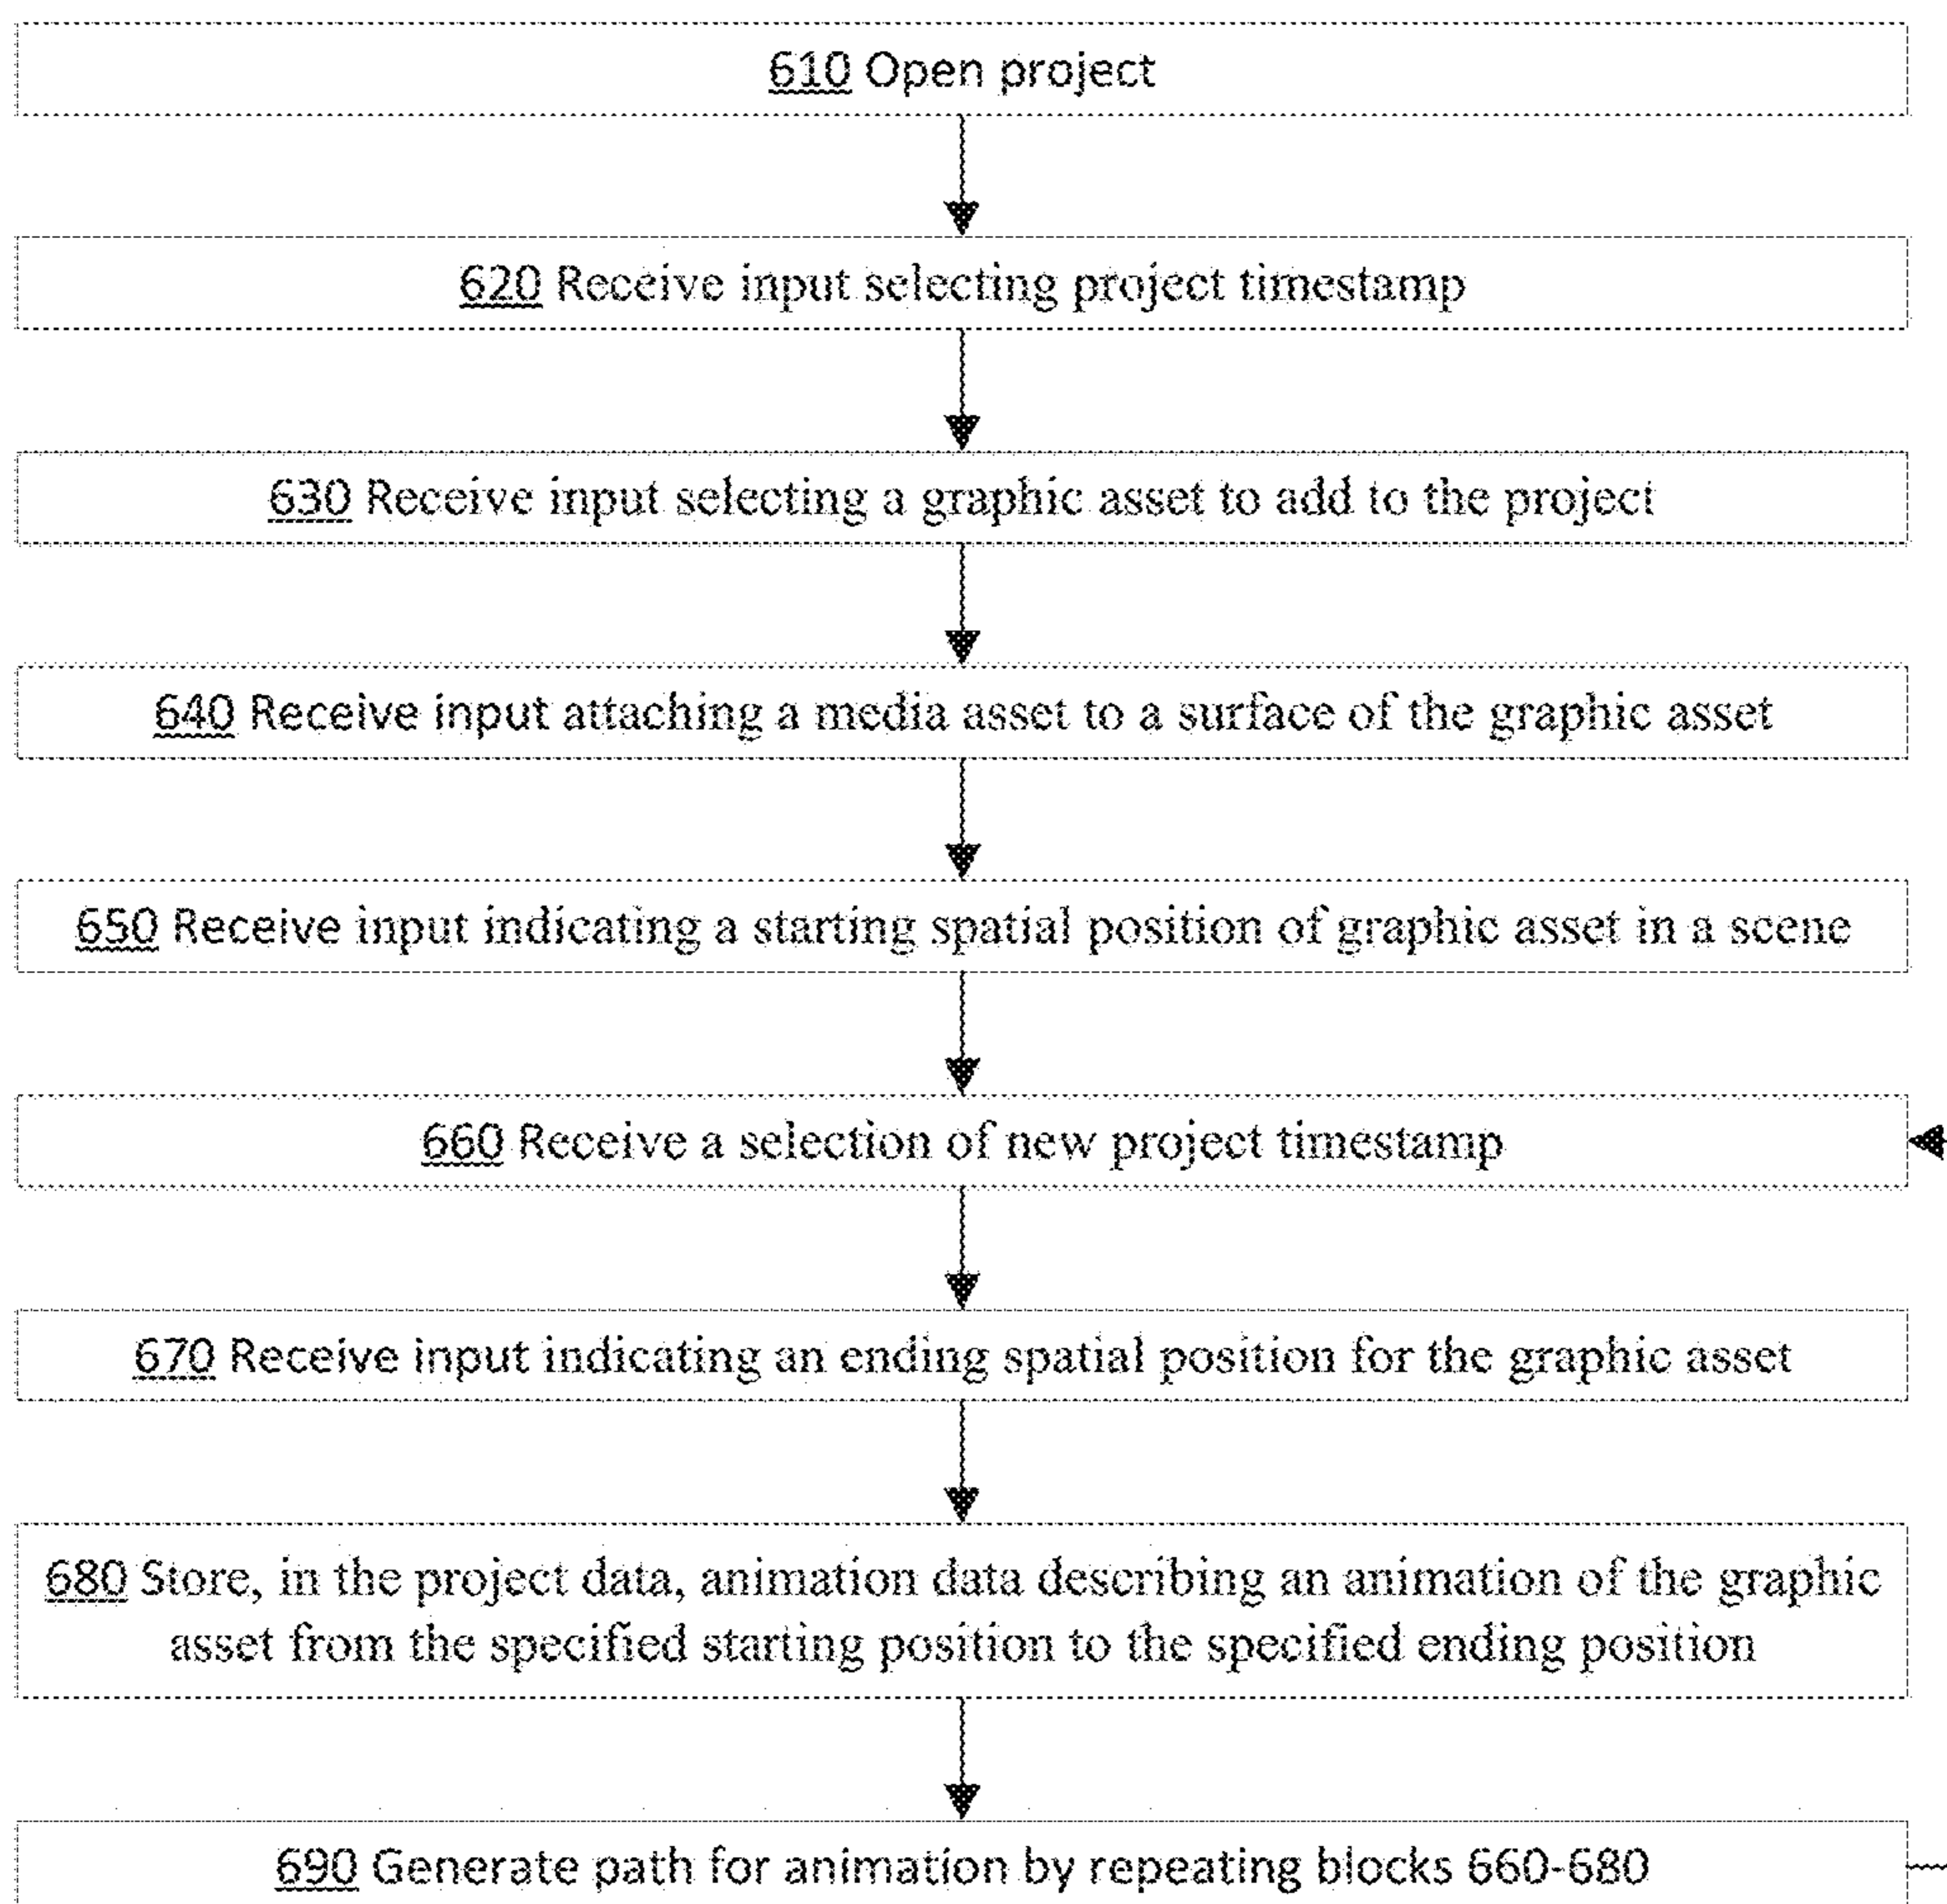 610 Open project
620 Receive input selecting project timestamp
630 Receive input selecting a graphic asset to add to the project
640 Receive input attaching a media asset to a surface of the graphic asset
650 Receive input indicating a starting spatial position of graphic asset in a scene
660 Receive a selection of new project timestamp
670 Receive input indicating an ending spatial position for the graphic asset
680 Store, in the project data, animation data describing an animation of the graphic
asset from the specified starting position to the specified ending position
690 Generate path for animation by repeating blocks 660-680